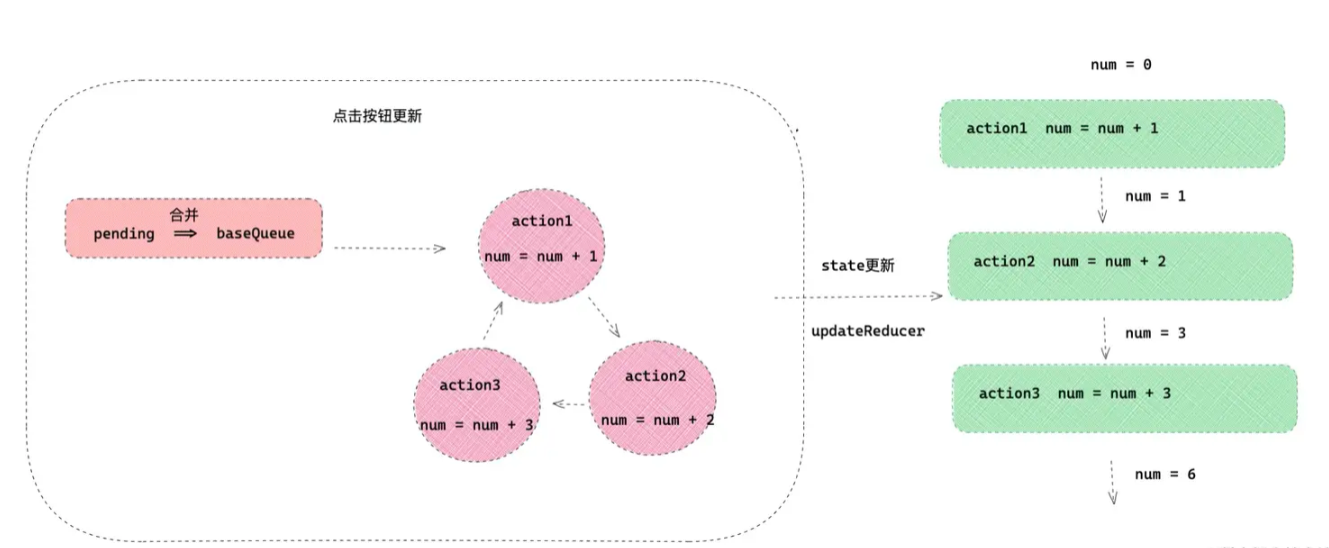 点击按钮更新
合并
pending ⇒ baseQueue
action1
num = num + 1
action3
num = num + 3
action2
num = num + 2
state更新
updateReducer
num = 0
action1 num = num + 1
num = 1
action2 num = num + 2
num = 3
action3 num = num + 3
num = 6